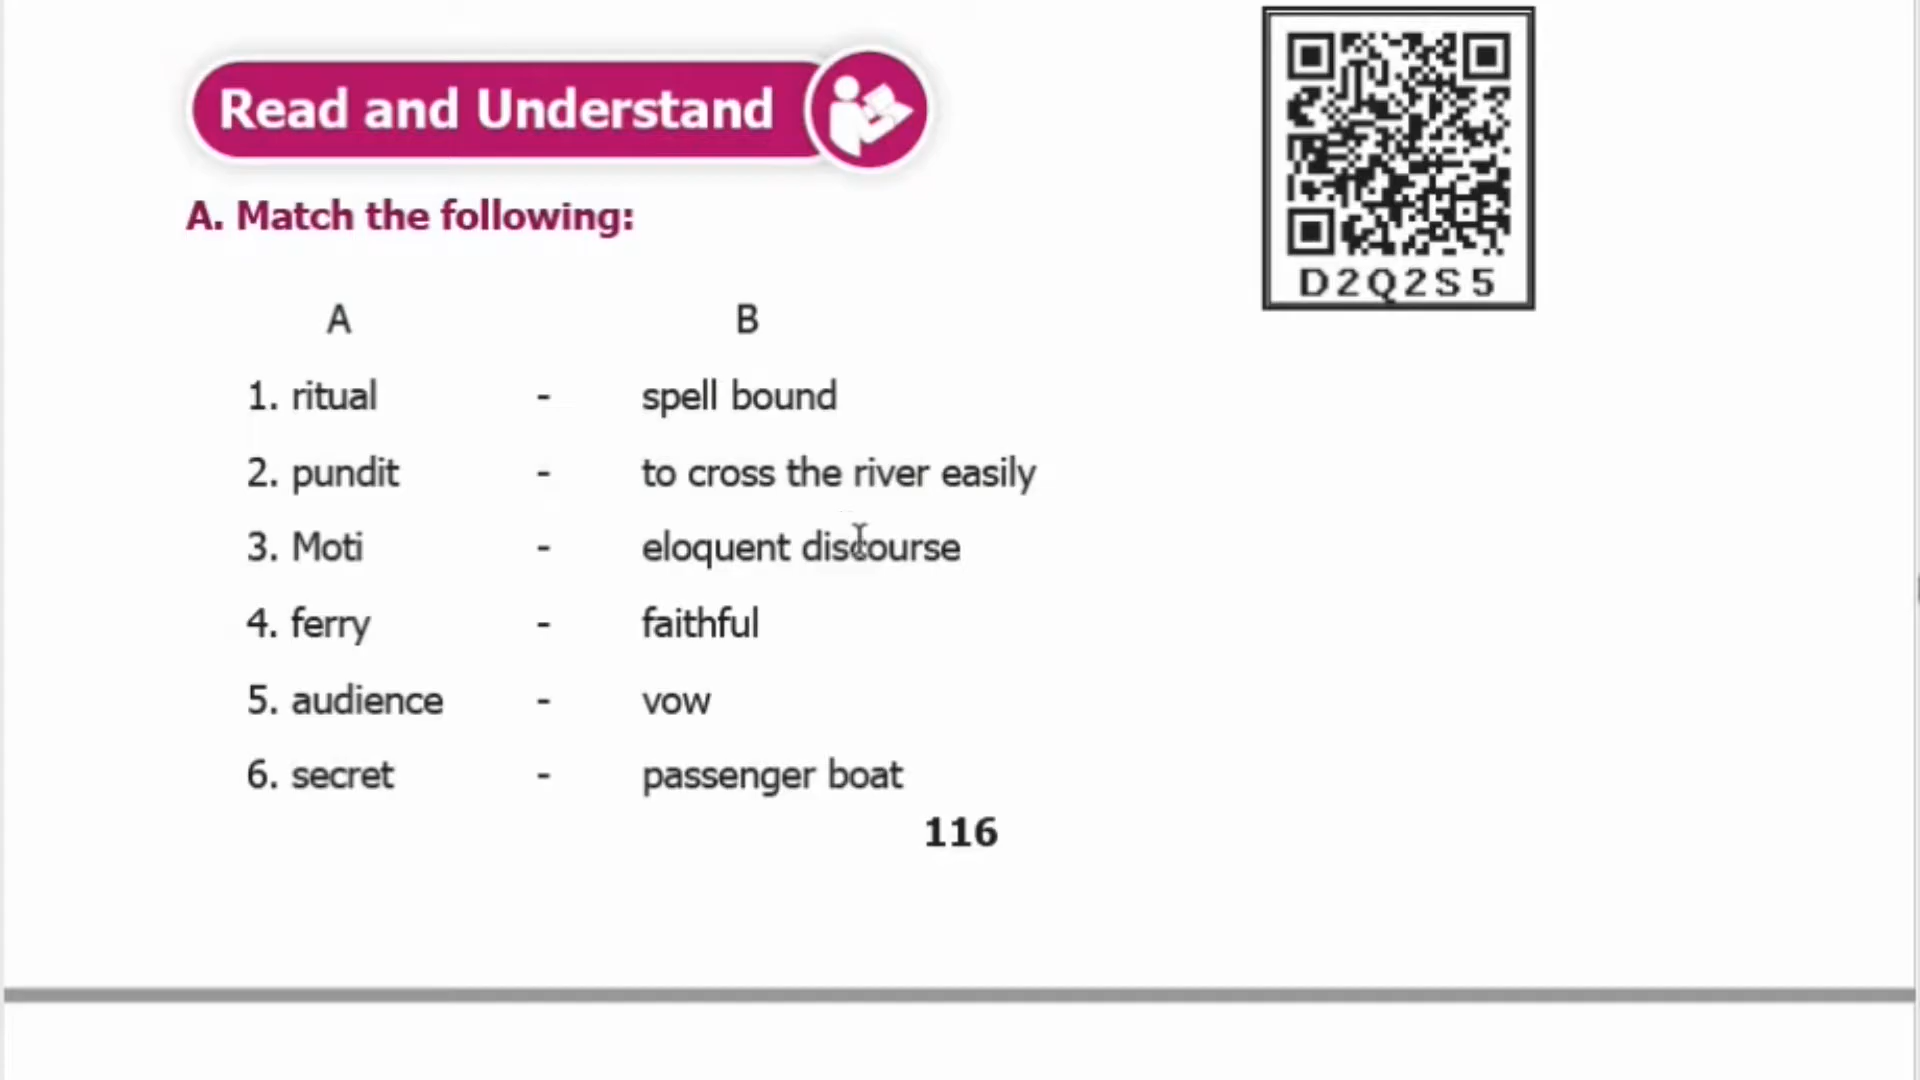 Read and Understand
D2Q2S5
A. Match the following:
A B
1. ritual - spell bound
2. pundit - to cross the river easily
3. Moti - eloquent discourse
4. ferry - faithful
5. audience - vow
6. secret - passenger boat
116